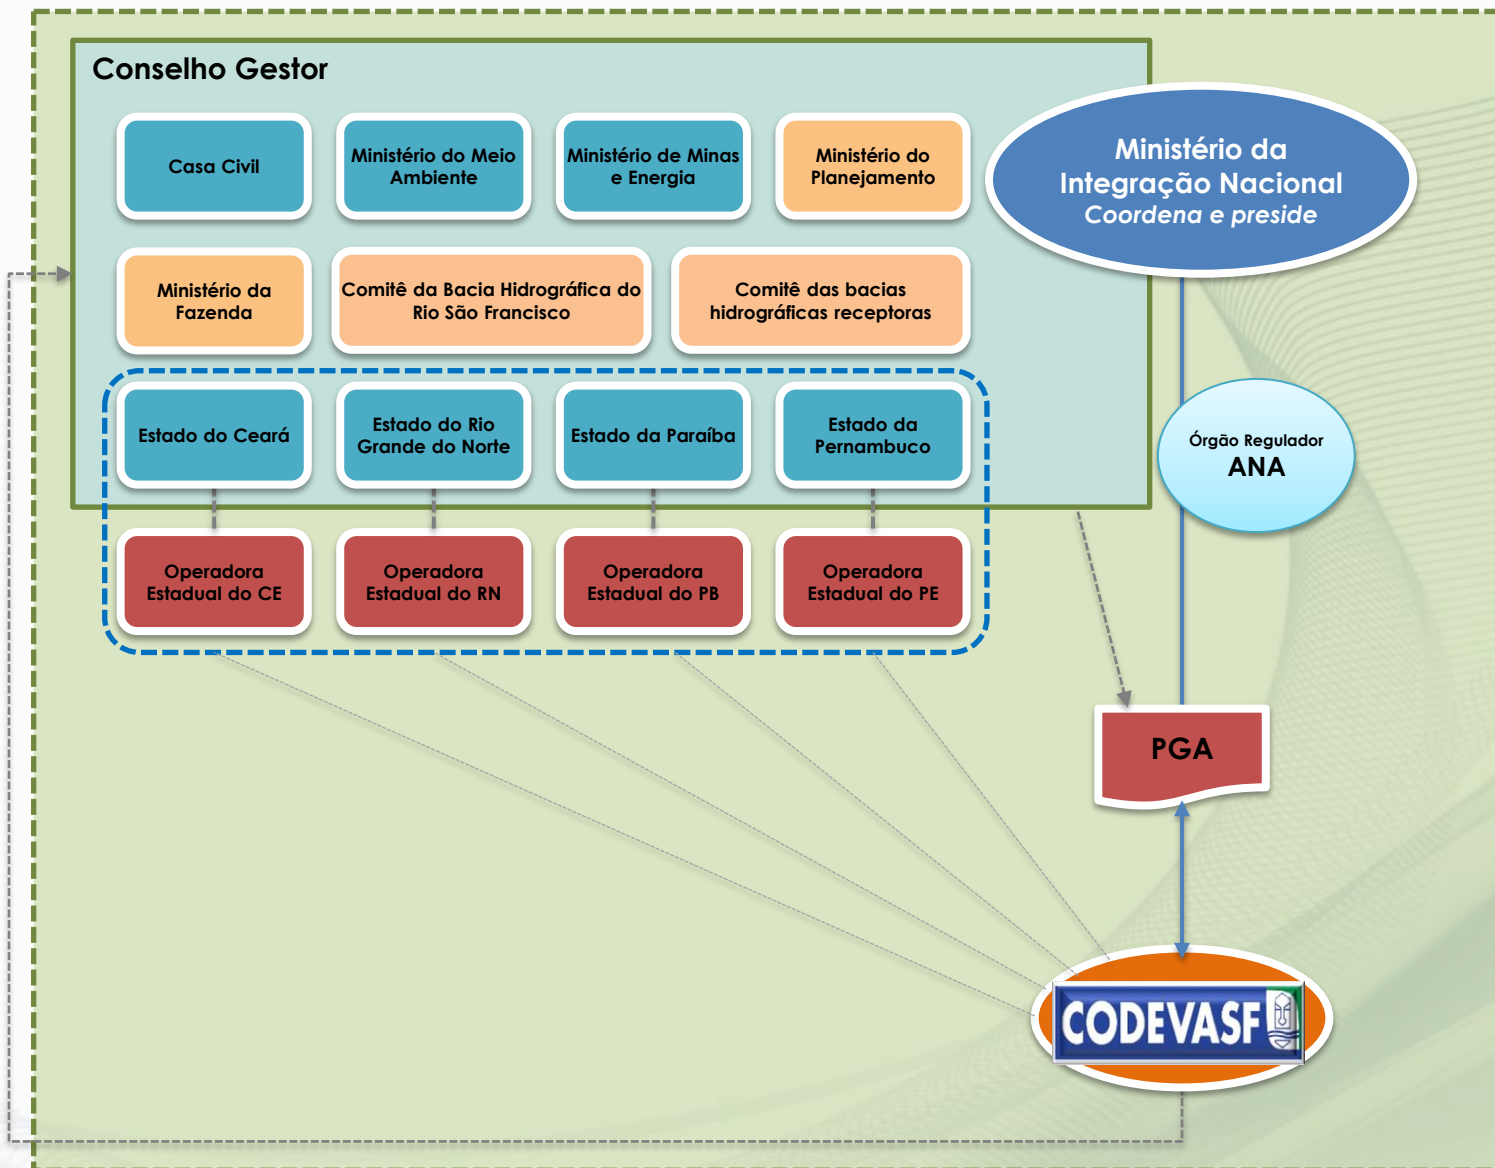 Conselho Gestor
Casa Civil
Ministério do Meio
Ambiente
Ministério de Minas
e Energia
Ministério do
Planejamento
Ministério da
Integração Nacional
Coordena e preside
Ministério da
Fazenda
Comitê da Bacia Hidrográfica do
Rio São Francisco
Comitê das bacias
hidrográficas receptoras
Estado do Ceará
Estado do Rio
Grande do Norte
Estado da Paraíba
Estado da
Pernambuco
Órgão Regulador
ANA
Operadora
Estadual do CE
Operadora
Estadual do RN
Operadora
Estadual do PB
Operadora
Estadual do PE
PGA
CODEVASF